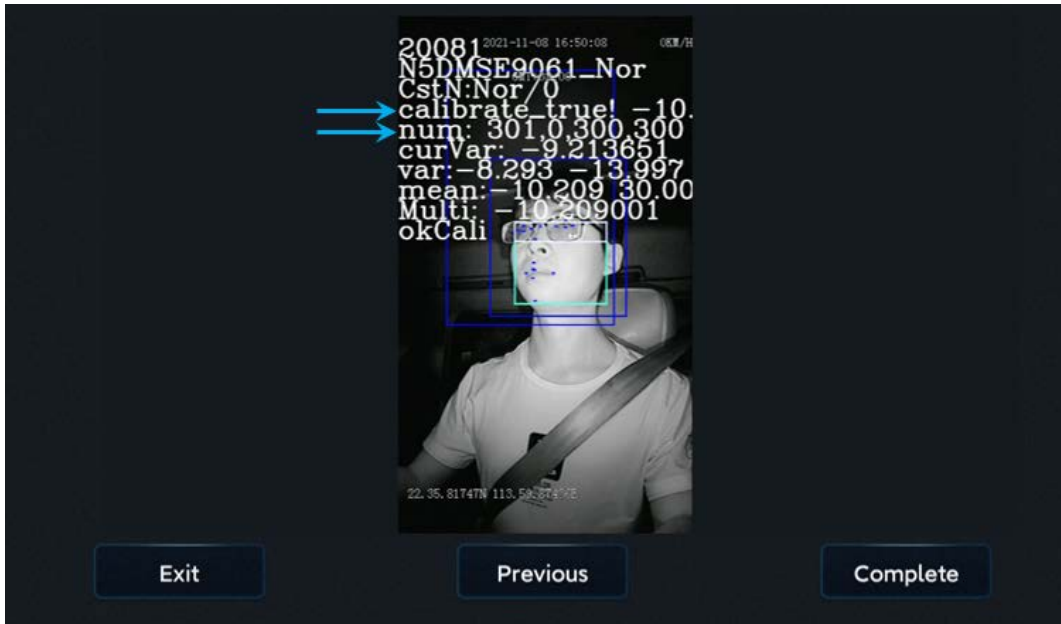 2021-11-08 16:50:08 0KM/H
20081
N5DMSE9061_Nor
CstN:Nor/0
calibrate_true! -10.
num: 301,0,300,300
curVar: -9.213651
var:-8.293 -13.997
mean:-10.209 30.00
Multi: -10.209001
okCali
22.35.81747N 113.
Exit
Previous
Complete